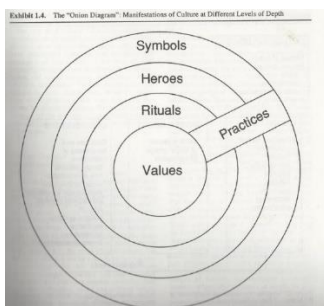 Exhibit 1.4. The "Onion Diagram": Manifestations of Culture at Different Levels of Depth
Symbols
Heroes
Rituals
Practices
Values